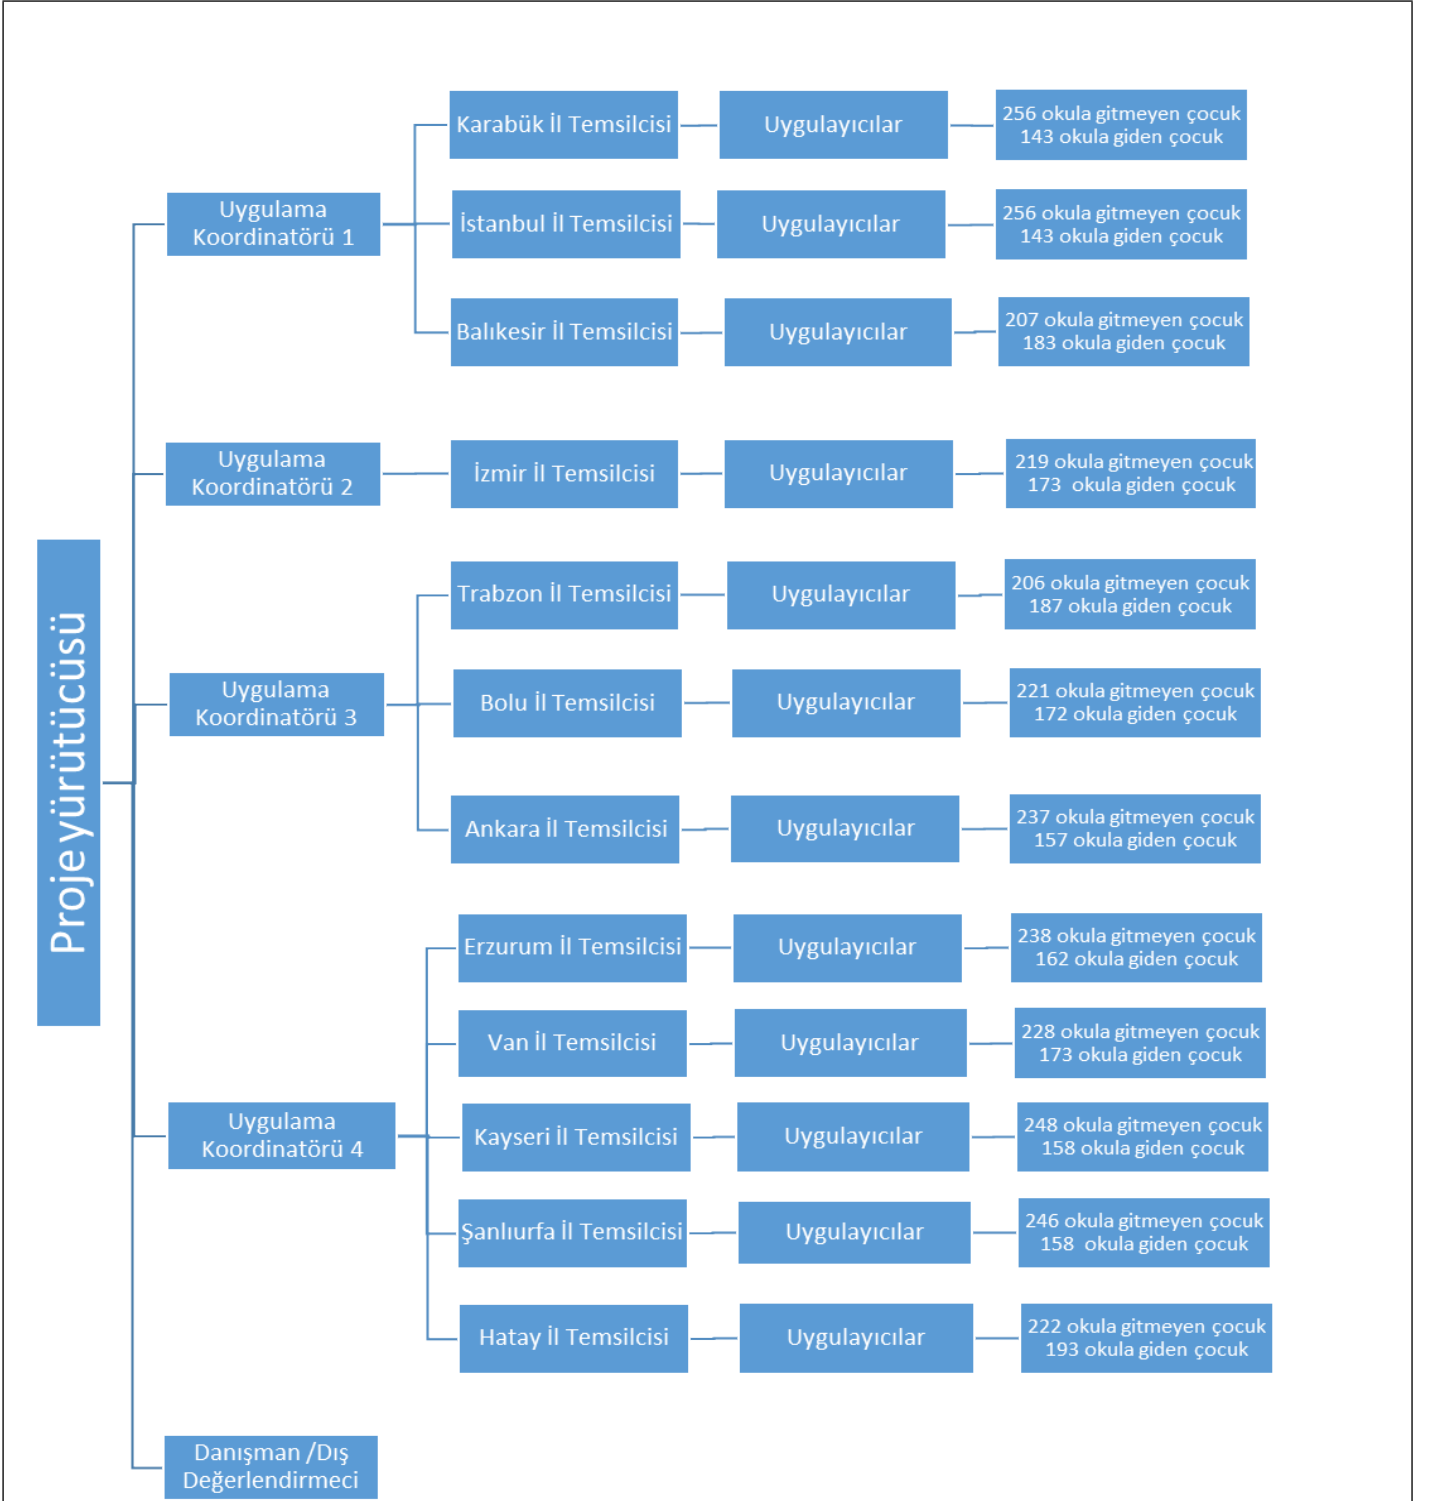 Proje yürütücüsü
Uygulama
Koordinatörü 1
Karabük İl Temsilcisi
Uygulayıcılar
256 okula gitmeyen çocuk
143 okula giden çocuk
İstanbul İl Temsilcisi
Uygulayıcılar
256 okula gitmeyen çocuk
143 okula giden çocuk
Balıkesir İl Temsilcisi
Uygulayıcılar
207 okula gitmeyen çocuk
183 okula giden çocuk
Uygulama
Koordinatörü 2
İzmir İl Temsilcisi
Uygulayıcılar
219 okula gitmeyen çocuk
173 okula giden çocuk
Uygulama
Koordinatörü 3
Trabzon İl Temsilcisi
Uygulayıcılar
206 okula gitmeyen çocuk
187 okula giden çocuk
Bolu İl Temsilcisi
Uygulayıcılar
221 okula gitmeyen çocuk
172 okula giden çocuk
Ankara İl Temsilcisi
Uygulayıcılar
237 okula gitmeyen çocuk
157 okula giden çocuk
Uygulama
Koordinatörü 4
Erzurum İl Temsilcisi
Uygulayıcılar
238 okula gitmeyen çocuk
162 okula giden çocuk
Van İl Temsilcisi
Uygulayıcılar
228 okula gitmeyen çocuk
173 okula giden çocuk
Kayseri İl Temsilcisi
Uygulayıcılar
248 okula gitmeyen çocuk
158 okula giden çocuk
Şanlıurfa İl Temsilcisi
Uygulayıcılar
246 okula gitmeyen çocuk
158 okula giden çocuk
Hatay İl Temsilcisi
Uygulayıcılar
222 okula gitmeyen çocuk
193 okula giden çocuk
Danışman /Dış
Değerlendirmeci